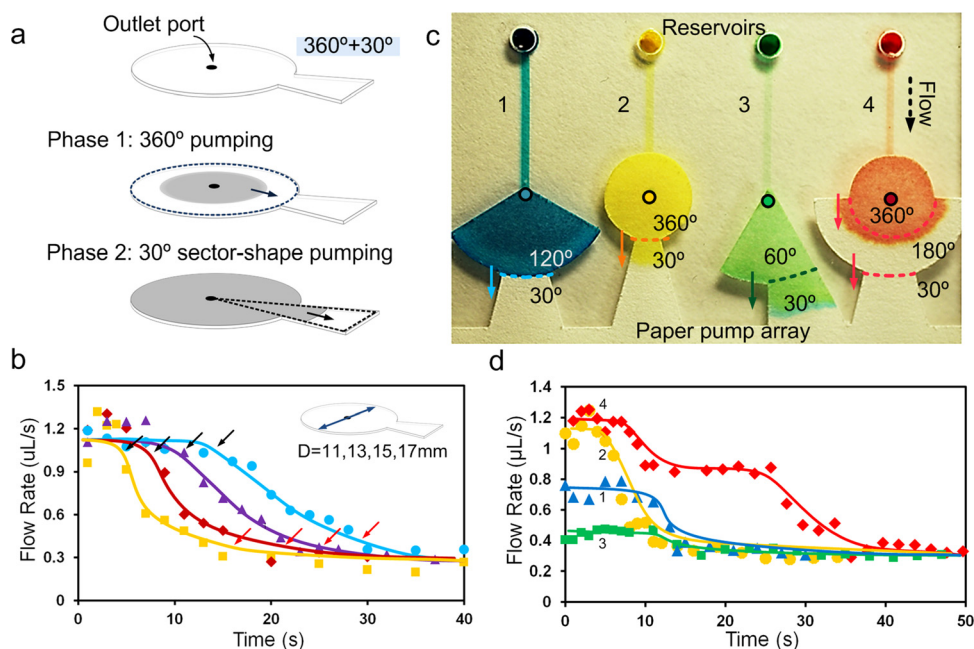 a
Outlet port
360º+30º
Phase 1: 360º pumping
Phase 2: 30º sector-shape pumping
b
Flow Rate (uL/s)
1.5
1.2
0.9
0.6
0.3
0.0
D=11,13,15,17mm
0
10
20
30
40
Time (s)
c
Reservoirs
1
2
3
4
Flow
120º
30º
360º
30º
60º
30º
360º
180º
30º
Paper pump array
d
Flow Rate (µL/s)
1.4
1.2
1.0
0.8
0.6
0.4
0.2
0.0
4
2
1
3
0
10
20
30
40
50
Time (s)